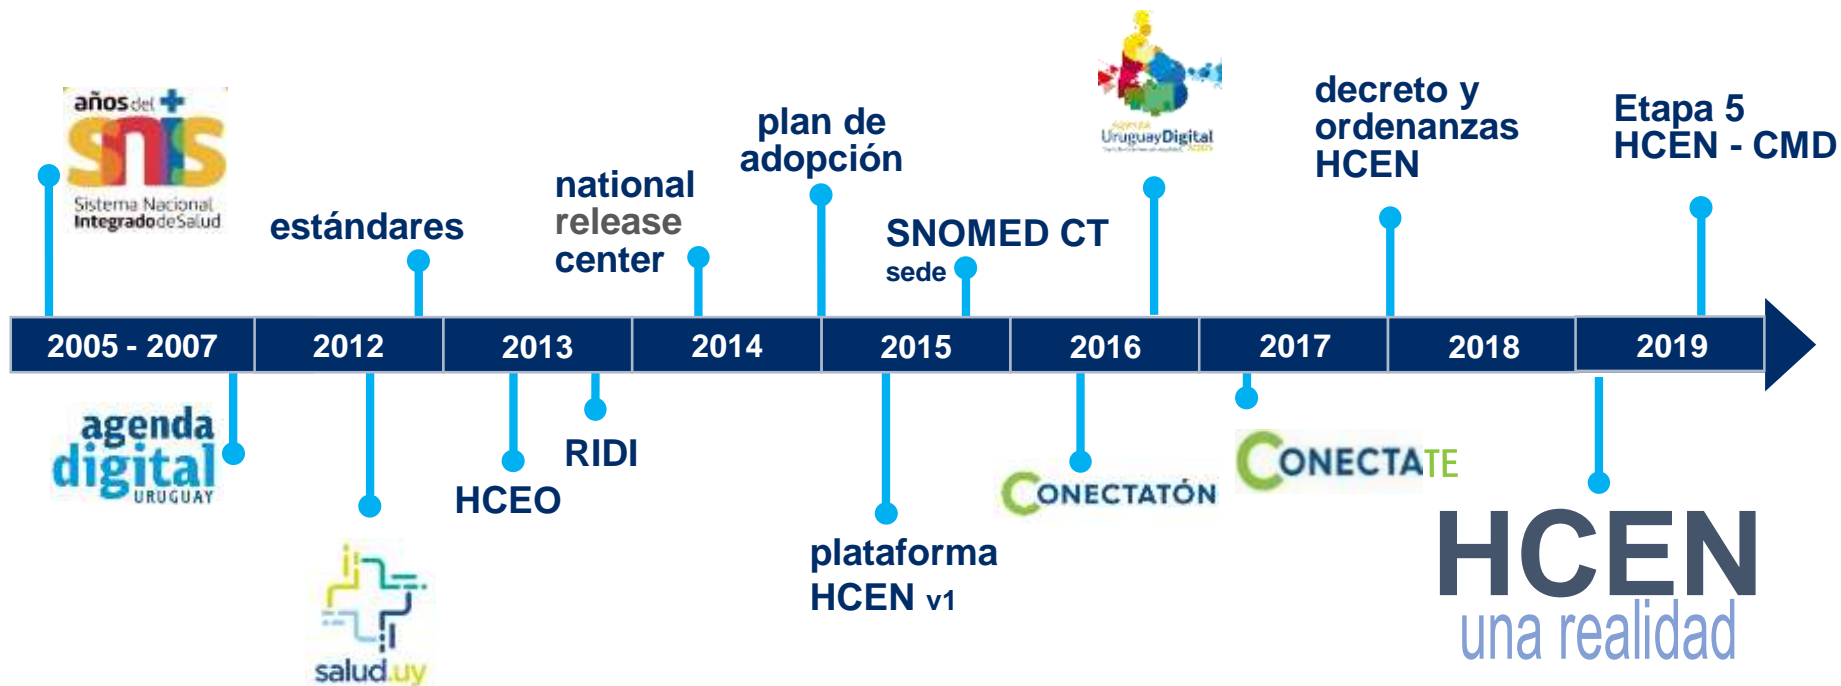 años del
snis
Sistema Nacional
Integrado de Salud
estándares
national
release
center
plan de
adopción
SNOMED CT
sede
UruguayDigital
decreto y
ordenanzas
HCEN
Etapa 5
HCEN - CMD
2005 - 2007
2012
2013
2014
2015
2016
2017
2018
2019
agenda
digital
URUGUAY
salud.uy
HCEO
RIDI
plataforma
HCEN v1
CONECTATÓN
CONECTATE
HCEN
una realidad